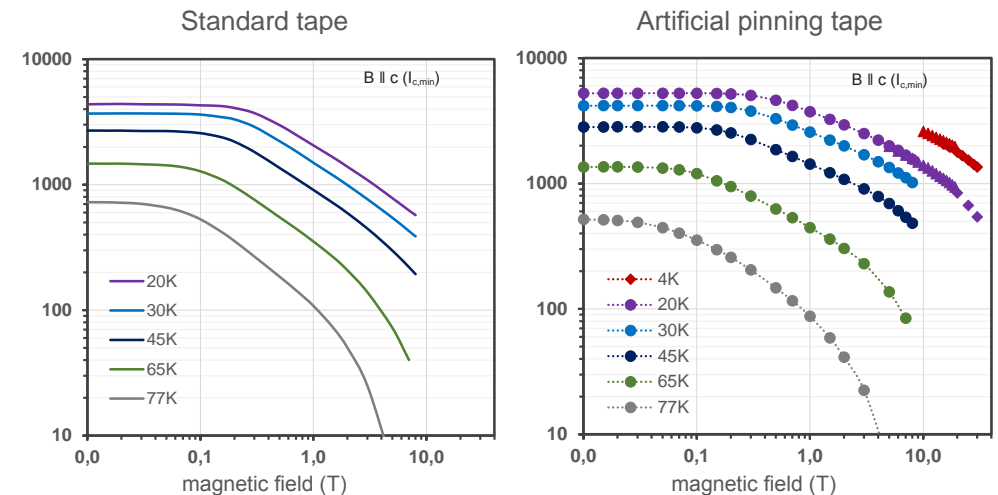 Standard tape
10000
1000
100
10
B ll c (Ic,min)
20K
30K
45K
65K
77K
0,0
0,1
1,0
10,0
magnetic field (T)
Artificial pinning tape
10000
1000
100
10
B ll c (Ic,min)
4K
20K
30K
45K
65K
77K
0,0
0,1
1,0
10,0
magnetic field (T)